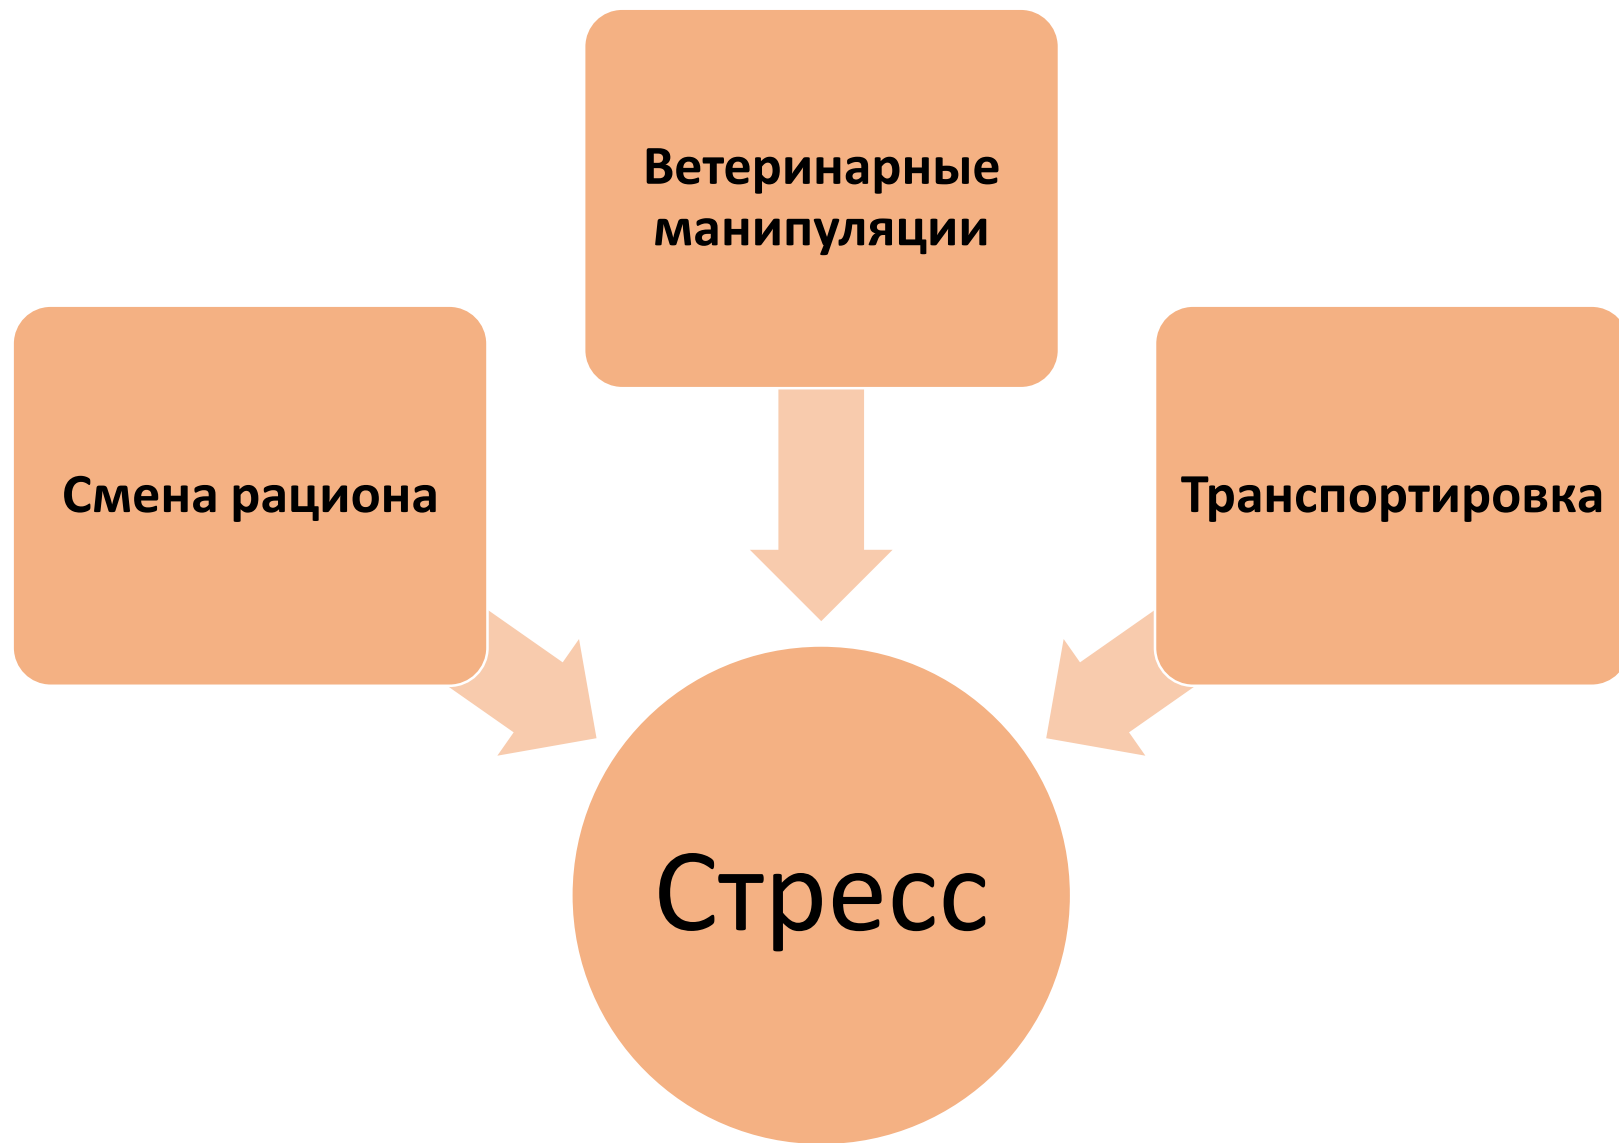 Ветеринарные
манипуляции
Смена рациона
Транспортировка
Стресс